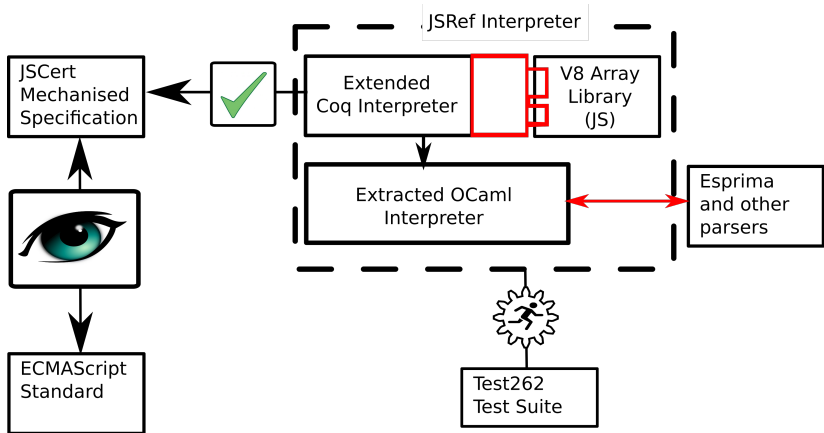 JSRef Interpreter
JSCert
Mechanised
Specification
Extended
Coq Interpreter
V8 Array
Library
(JS)
Extracted OCaml
Interpreter
Esprima
and other
parsers
ECMAScript
Standard
Test262
Test Suite